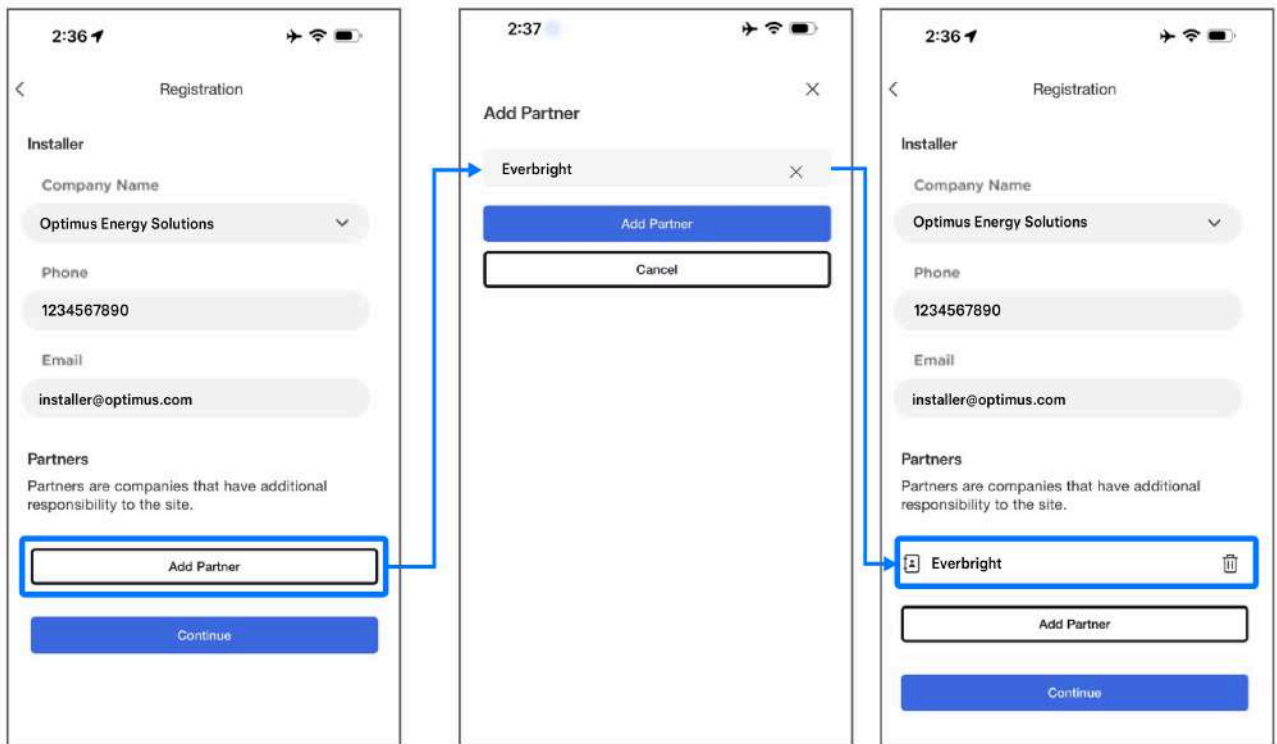 2:36
Registration
Installer
Company Name
Optimus Energy Solutions
Phone
1234567890
Email
installer@optimus.com
Partners
Partners are companies that have additional
responsibility to the site.
Add Partner
Continue
2:37
Add Partner
Everbright
Add Partner
Cancel
2:36
Registration
Installer
Company Name
Optimus Energy Solutions
Phone
1234567890
Email
installer@optimus.com
Partners
Partners are companies that have additional
responsibility to the site.
Everbright
Add Partner
Continue